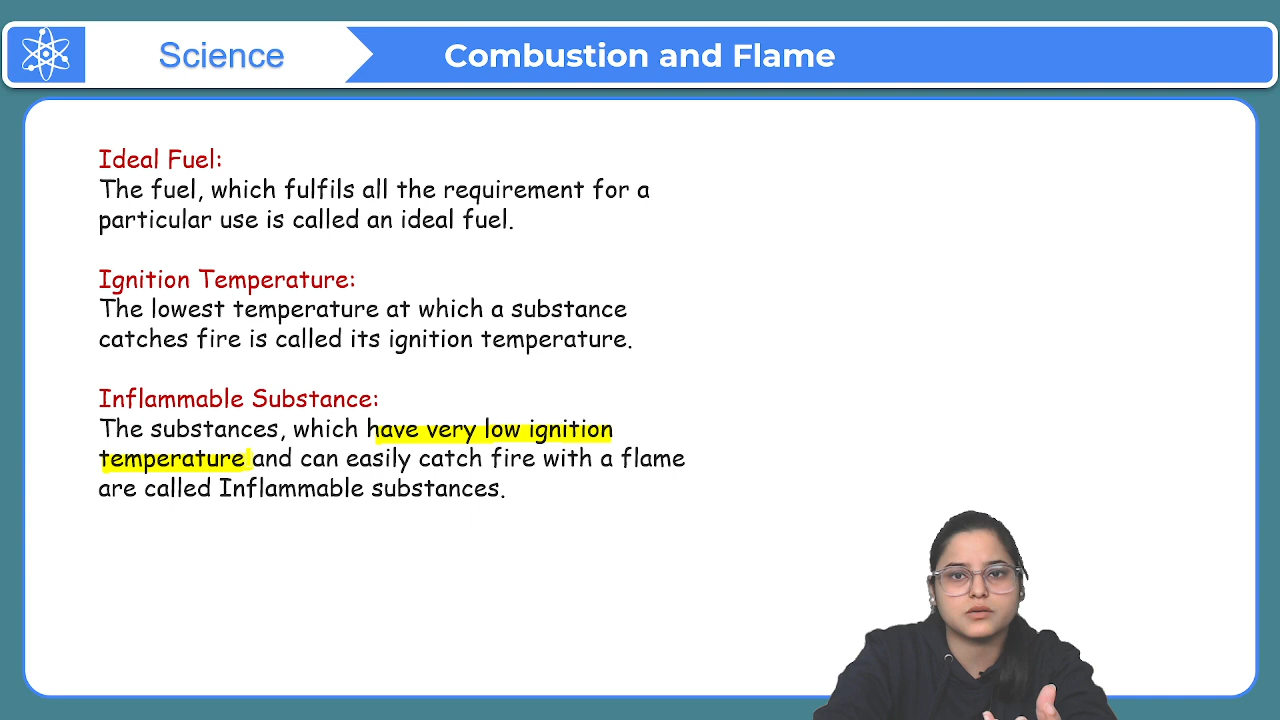 Science
Combustion and Flame
Ideal Fuel:
The fuel, which fulfils all the requirement for a
particular use is called an ideal fuel.
Ignition Temperature:
The lowest temperature at which a substance
catches fire is called its ignition temperature.
Inflammable Substance:
The substances, which have very low ignition
temperature and can easily catch fire with a flame
are called Inflammable substances.